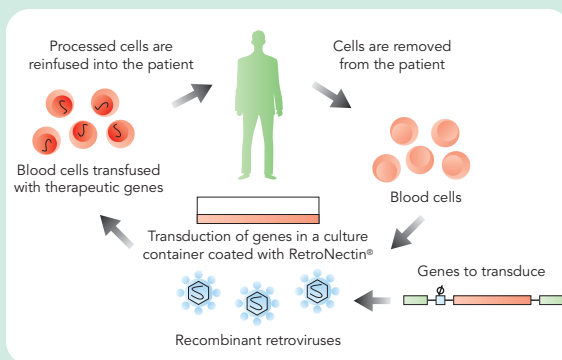 Processed cells are
reinfused into the patient
Cells are removed
from the patient
Blood cells transfused
with therapeutic genes
Blood cells
Transduction of genes in a culture
container coated with RetroNectin®
Genes to transduce
ϕ
Recombinant retroviruses